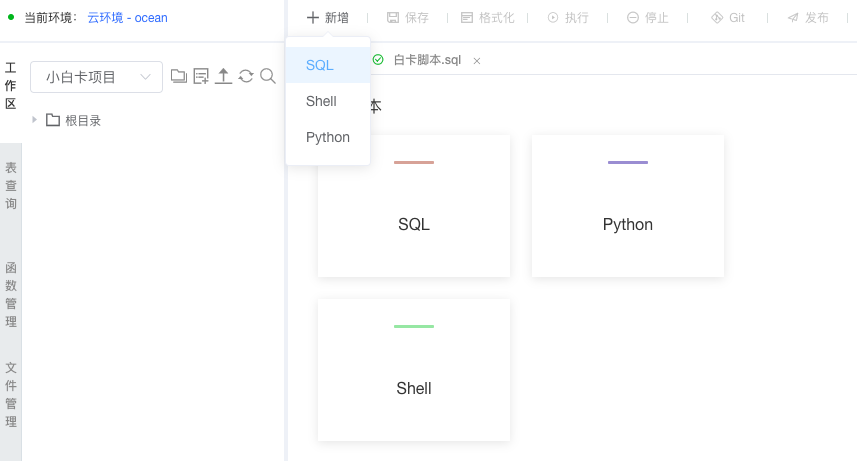 当前环境： 云环境 - ocean
新增 保存 格式化 执行 停止 Git 发布
工作区
小白卡项目
根目录
表查询
函数管理
文件管理
SQL
Shell
Python
白卡脚本.sql ×
本
SQL
Python
Shell